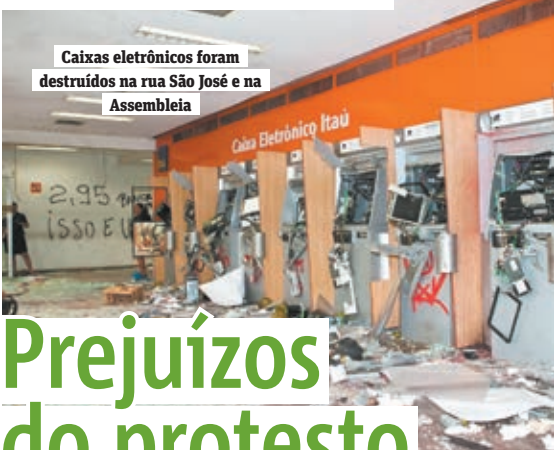 Caixas eletrônicos foram
destruídos na rua São José e na
Assembleia
Caixa Eletrônico Itaú
2,95
ISSO É
Prejuízos
do protesto